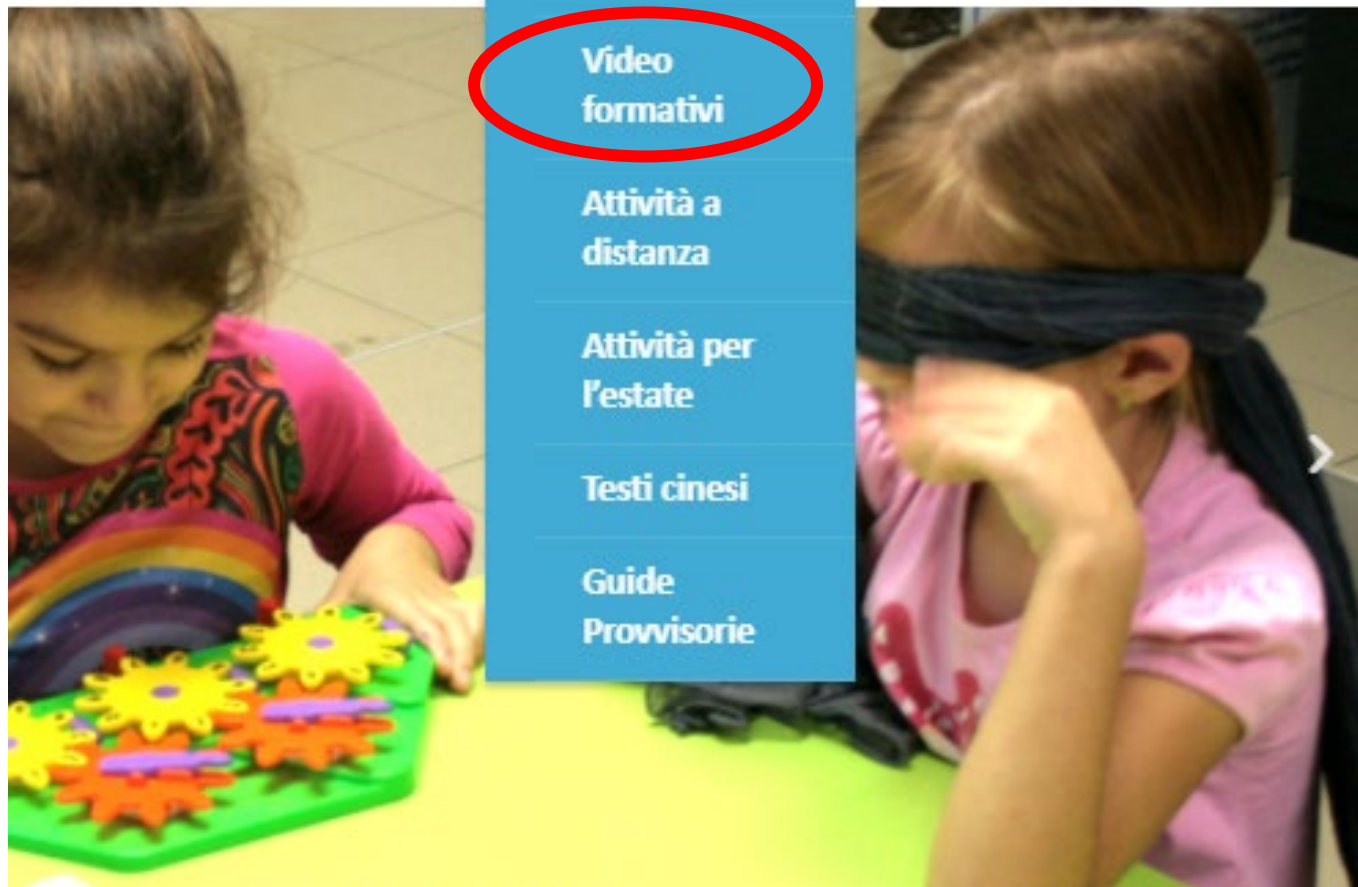 Video
formativi
Attività a
distanza
Attività per
l'estate
Testi cinesi
Guide
Provvisorie